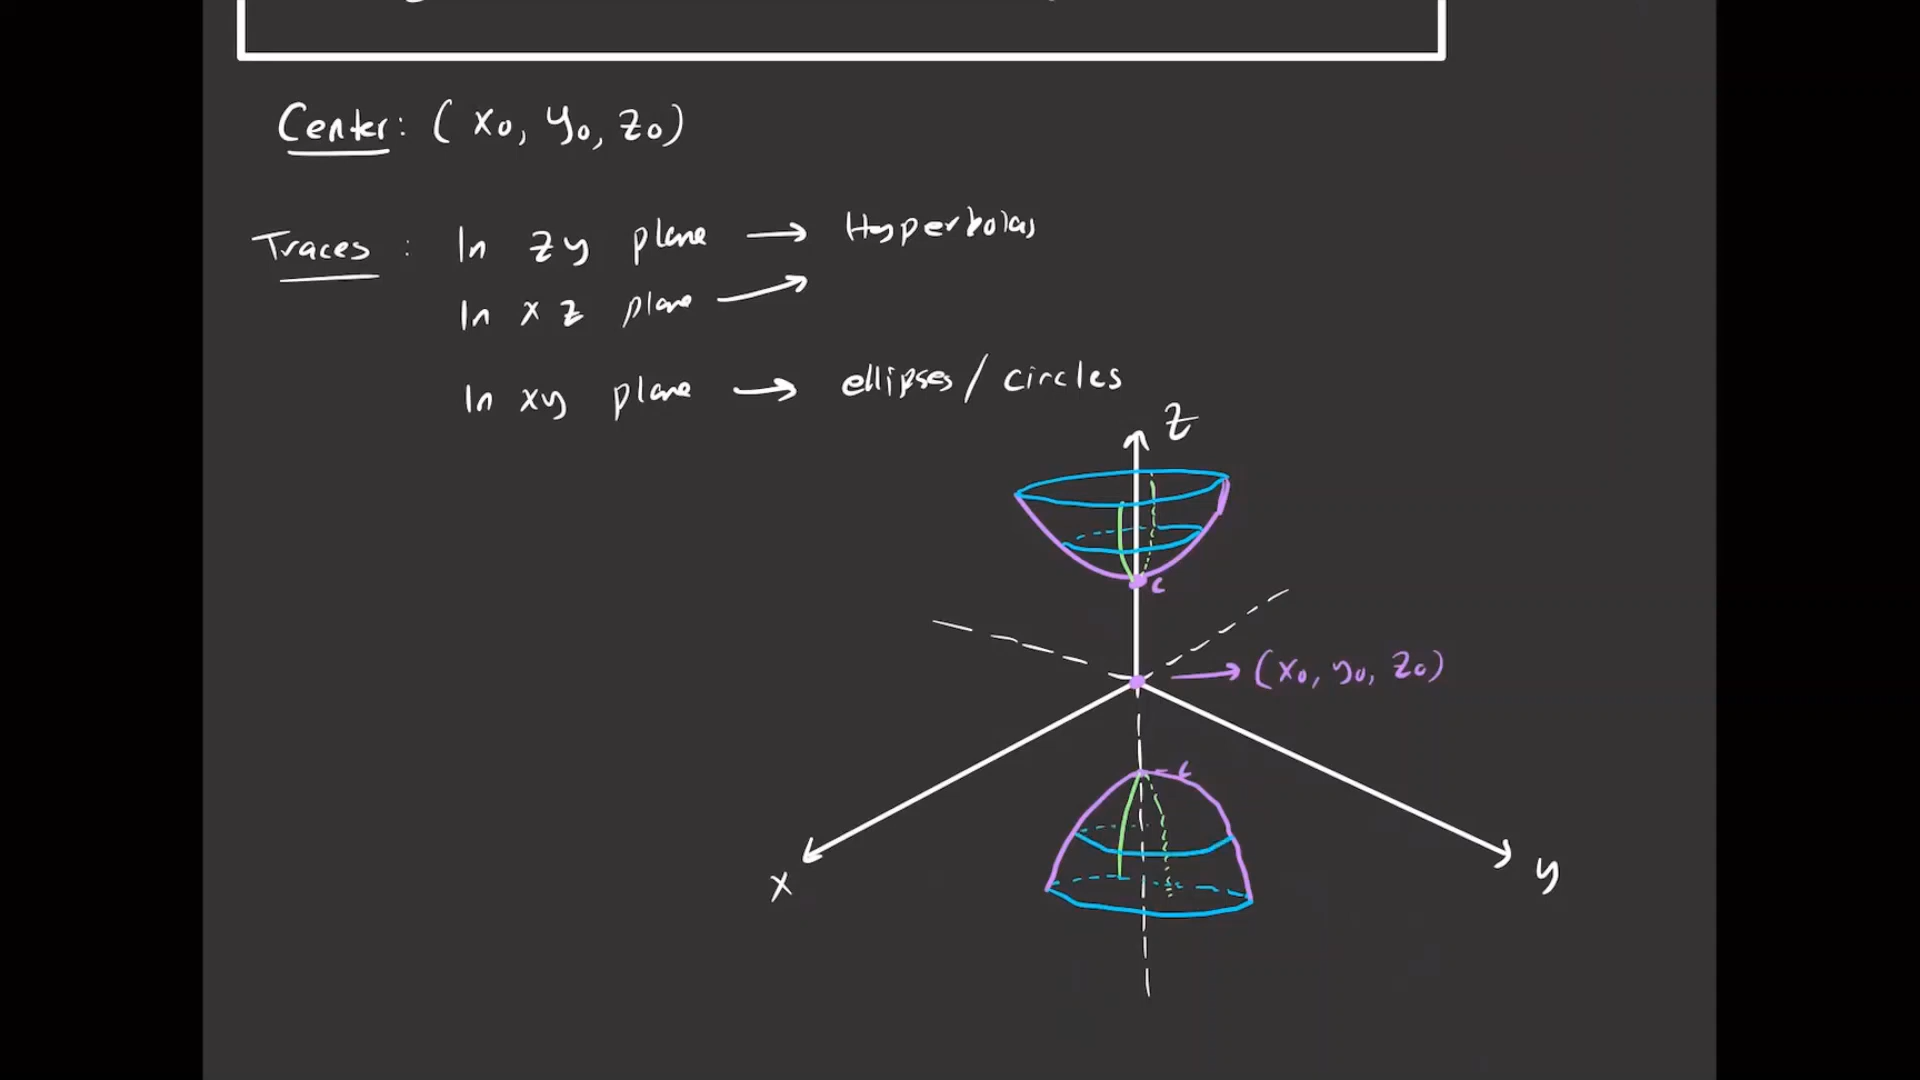 Center: (x₀, y₀, z₀)
Traces: In zy plane → Hyperbolas
In xz plane →
In xy plane → ellipses/circles
z
c
→ (x₀, y₀, z₀)
-c
x
y